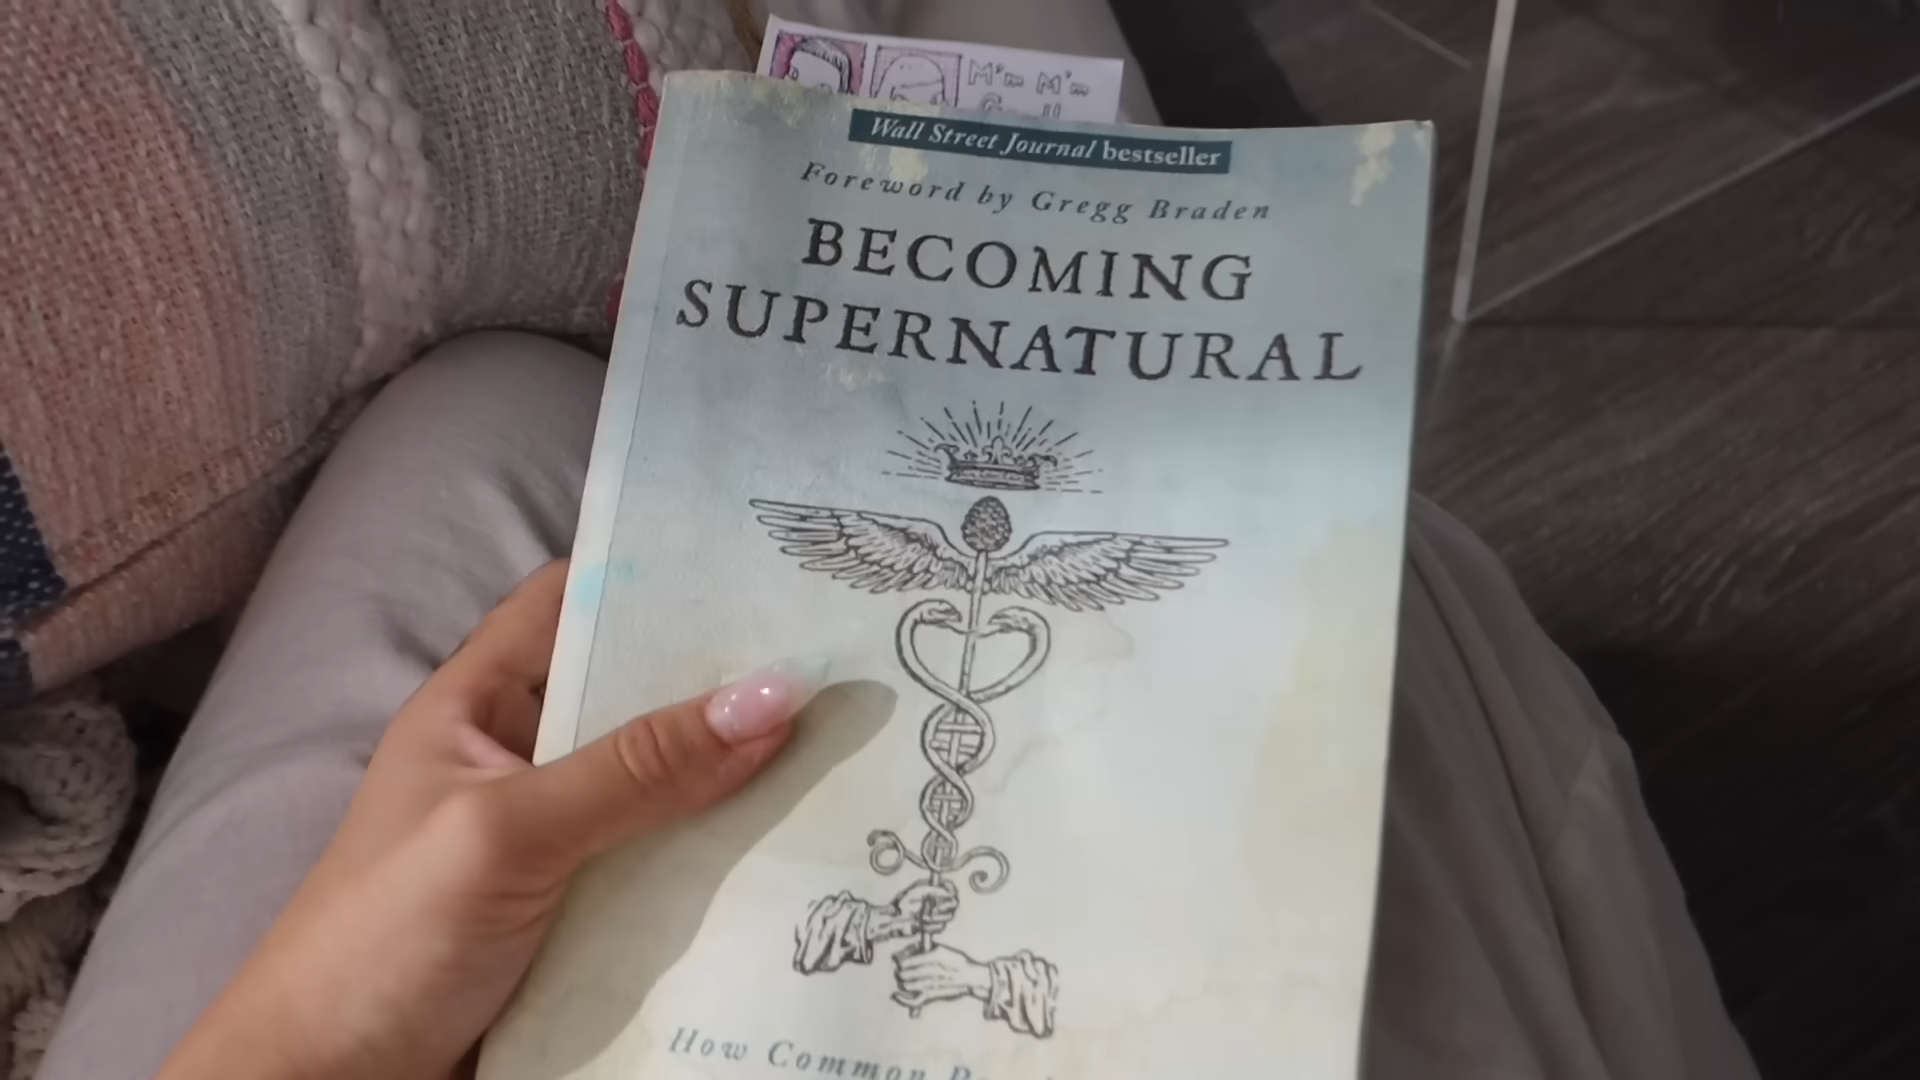 M'm M'm
Wall Street Journal bestseller
Foreword by Gregg Braden
BECOMING
SUPERNATURAL
How Common